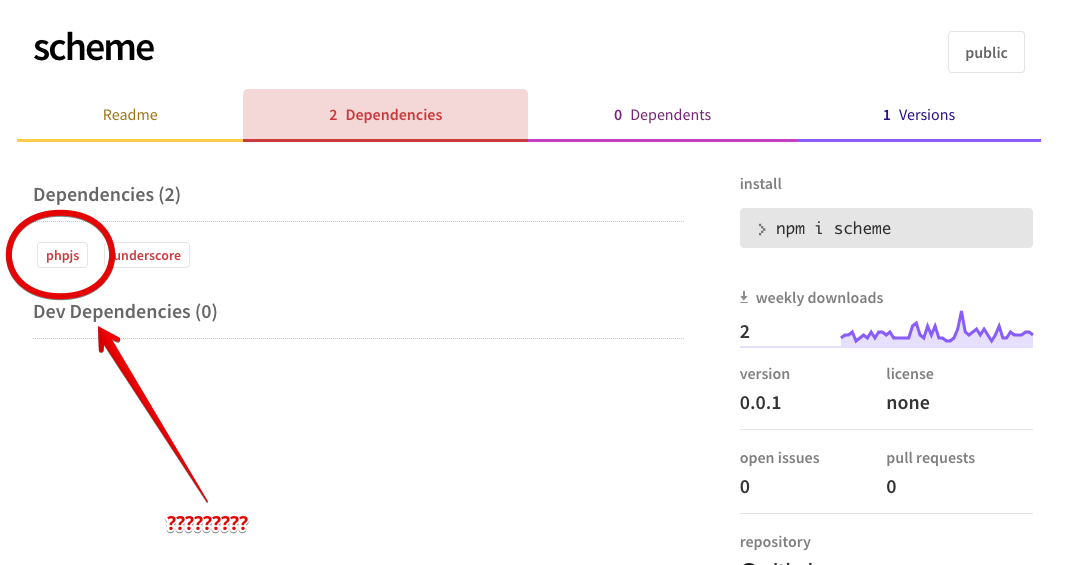 scheme
public
Readme
2 Dependencies
0 Dependents
1 Versions
Dependencies (2)
phpjs
underscore
Dev Dependencies (0)
?????????
install
> npm i scheme
weekly downloads
2
version
license
0.0.1
none
open issues
pull requests
0
0
repository